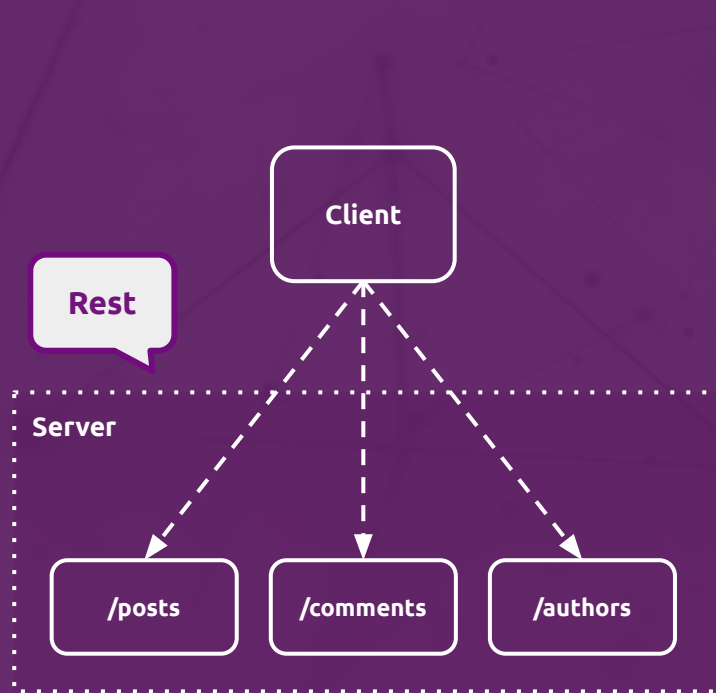 Client
Rest
Server
/posts
/comments
/authors